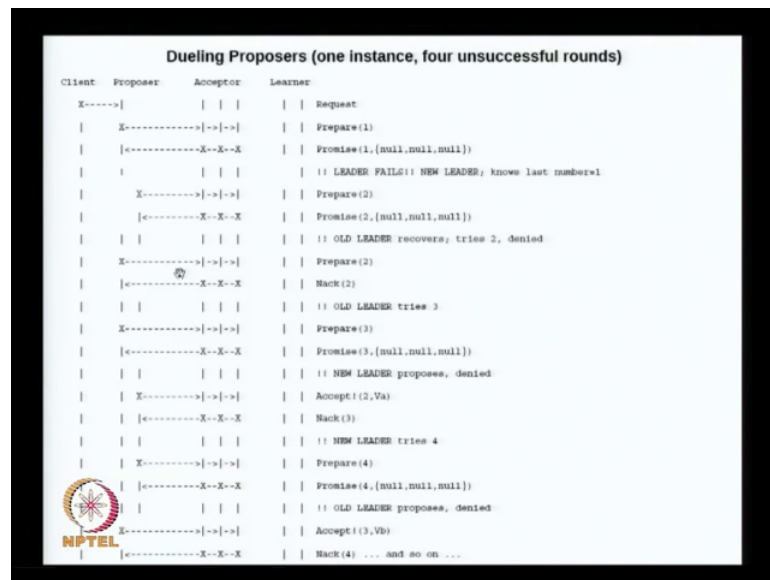 Dueling Proposers (one instance, four unsuccessful rounds)
Client Proposer Acceptor Learner
X----->| | | | | | Request
| X------------>|->|->| | | Prepare(1)
| |<------------X--X--X | | Promise(1,{null,null,null})
| ! | | | | | !! LEADER FAILS!! NEW LEADER; knows last number=1
| X--------->|->|->| | | Prepare(2)
| |<---------X--X--X | | Promise(2,{null,null,null})
| | | | | | | | !! OLD LEADER recovers; tries 2, denied
| X------------>|->|->| | | Prepare(2)
| |<------------X--X--X | | Nack(2)
| | | | | | | | !! OLD LEADER tries 3
| X------------>|->|->| | | Prepare(3)
| |<------------X--X--X | | Promise(3,{null,null,null})
| | | | | | | | !! NEW LEADER proposes, denied
| | X--------->|->|->| | | Accept!(2,Va)
| | |<---------X--X--X | | Nack(3)
| | | | | | | | !! NEW LEADER tries 4
| | X--------->|->|->| | | Prepare(4)
| | |<---------X--X--X | | Promise(4,{null,null,null})
| | | | | | | | !! OLD LEADER proposes, denied
| X------------>|->|->| | | Accept!(3,Vb)
| |<------------X--X--X | | Nack(4) ... and so on ...
NPTEL